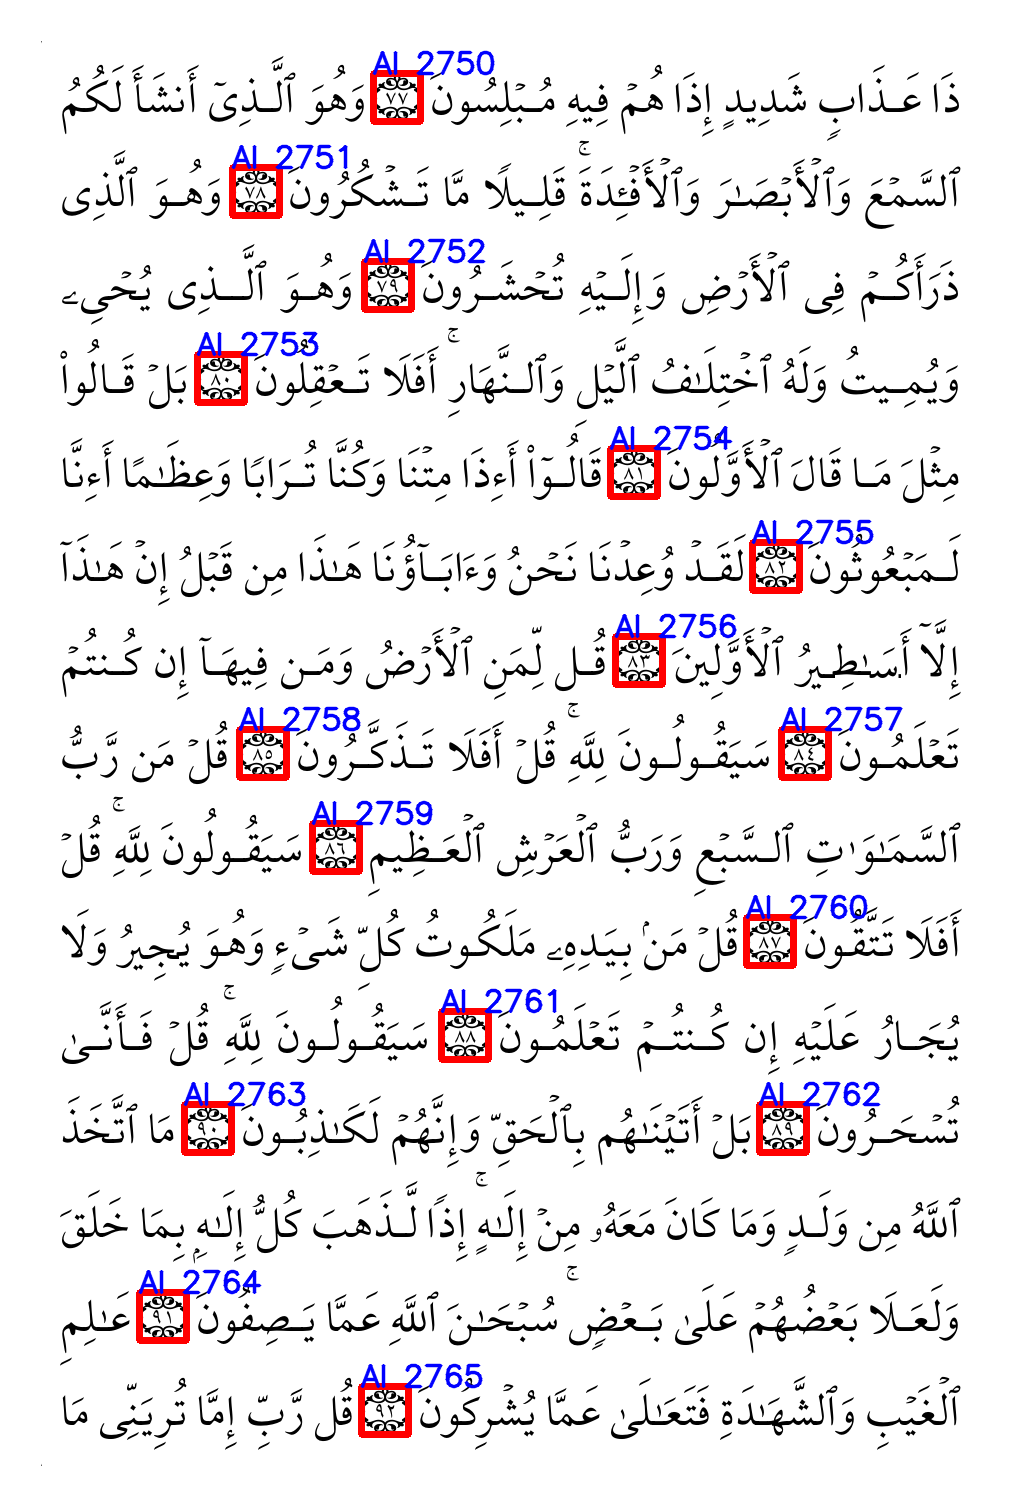 AI_2750
ذَا عَذَابٍ شَدِيدٍ إِذَا هُمۡ فِيهِ مُبۡلِسُونَ ٧٧ وَهُوَ ٱلَّذِىٓ أَنشَأَ لَكُمُ
AI_2751
ٱلسَّمۡعَ وَٱلۡأَبۡصَـٰرَ وَٱلۡأَفۡـِٔدَةَۚ قَلِيلًا مَّا تَشۡكُرُونَ ٧٨ وَهُوَ ٱلَّذِى
AI_2752
ذَرَأَكُمۡ فِى ٱلۡأَرۡضِ وَإِلَيۡهِ تُحۡشَرُونَ ٧٩ وَهُوَ ٱلَّذِى يُحۡىِۦ
AI_2753
وَيُمِيتُ وَلَهُ ٱخۡتِلَـٰفُ ٱلَّيۡلِ وَٱلنَّهَارِۚ أَفَلَا تَعۡقِلُونَ ٨٠ بَلۡ قَالُواْ
AI_2754
مِثۡلَ مَا قَالَ ٱلۡأَوَّلُونَ ٨١ قَالُوٓاْ أَءِذَا مِتۡنَا وَكُنَّا تُرَابًا وَعِظَـٰمًا أَءِنَّا
AI_2755
لَمَبۡعُوثُونَ ٨٢ لَقَدۡ وُعِدۡنَا نَحۡنُ وَءَابَآؤُنَا هَـٰذَا مِن قَبۡلُ إِنۡ هَـٰذَآ
AI_2756
إِلَّآ أَسَـٰطِيرُ ٱلۡأَوَّلِينَ ٨٣ قُل لِّمَنِ ٱلۡأَرۡضُ وَمَن فِيهَآ إِن كُنتُمۡ
AI_2757 AI_2758
تَعۡلَمُونَ ٨٤ سَيَقُولُونَ لِلَّهِۚ قُلۡ أَفَلَا تَذَكَّرُونَ ٨٥ قُلۡ مَن رَّبُّ
AI_2759
ٱلسَّمَـٰوَٰتِ ٱلسَّبۡعِ وَرَبُّ ٱلۡعَرۡشِ ٱلۡعَظِيمِ ٨٦ سَيَقُولُونَ لِلَّهِۚ قُلۡ
AI_2760
أَفَلَا تَتَّقُونَ ٨٧ قُلۡ مَنۢ بِيَدِهِۦ مَلَكُوتُ كُلِّ شَىۡءٍ وَهُوَ يُجِيرُ وَلَا
AI_2761
يُجَارُ عَلَيۡهِ إِن كُنتُمۡ تَعۡلَمُونَ ٨٨ سَيَقُولُونَ لِلَّهِۚ قُلۡ فَأَنَّىٰ
AI_2762 AI_2763
تُسۡحَرُونَ ٨٩ بَلۡ أَتَيۡنَـٰهُم بِٱلۡحَقِّ وَإِنَّهُمۡ لَكَـٰذِبُونَ ٩٠ مَا ٱتَّخَذَ
ٱللَّهُ مِن وَلَدٍ وَمَا كَانَ مَعَهُۥ مِنۡ إِلَـٰهٍۚ إِذًا لَّذَهَبَ كُلُّ إِلَـٰهِۭ بِمَا خَلَقَ
AI_2764
وَلَعَلَا بَعۡضُهُمۡ عَلَىٰ بَعۡضٍۚ سُبۡحَـٰنَ ٱللَّهِ عَمَّا يَصِفُونَ ٩١ عَـٰلِمِ
AI_2765
ٱلۡغَيۡبِ وَٱلشَّهَـٰدَةِ فَتَعَـٰلَىٰ عَمَّا يُشۡرِكُونَ ٩٢ قُل رَّبِّ إِمَّا تُرِيَنِّى مَا